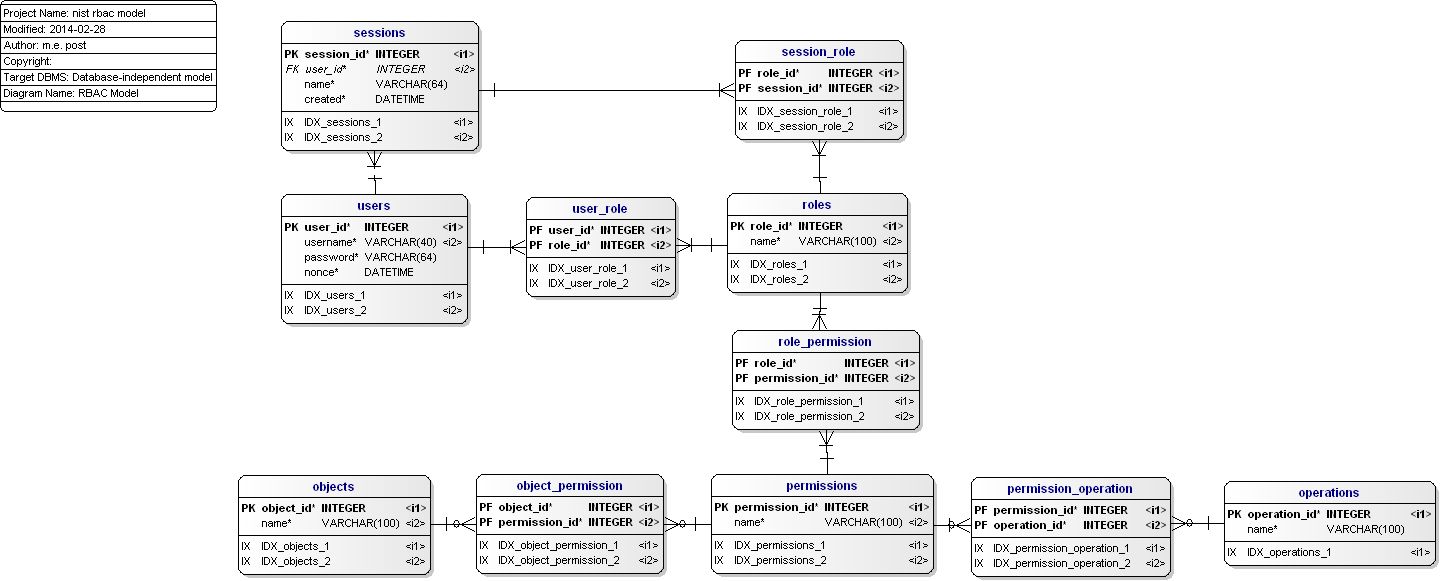 Project Name: nist rbac model
Modified: 2014-02-28
Author: m.e. post
Copyright:
Target DBMS: Database-independent model
Diagram Name: RBAC Model
sessions
PK session_id* INTEGER <i1>
FK user_id* INTEGER <i2>
name* VARCHAR(64)
created* DATETIME
IX IDX_sessions_1 <i1>
IX IDX_sessions_2 <i2>
session_role
PF role_id* INTEGER <i1>
PF session_id* INTEGER <i2>
IX IDX_session_role_1 <i1>
IX IDX_session_role_2 <i2>
users
PK user_id* INTEGER <i1>
username* VARCHAR(40) <i2>
password* VARCHAR(64)
nonce* DATETIME
IX IDX_users_1 <i1>
IX IDX_users_2 <i2>
user_role
PF user_id* INTEGER <i1>
PF role_id* INTEGER <i2>
IX IDX_user_role_1 <i1>
IX IDX_user_role_2 <i2>
roles
PK role_id* INTEGER <i1>
name* VARCHAR(100) <i2>
IX IDX_roles_1 <i1>
IX IDX_roles_2 <i2>
role_permission
PF role_id* INTEGER <i1>
PF permission_id* INTEGER <i2>
IX IDX_role_permission_1 <i1>
IX IDX_role_permission_2 <i2>
objects
PK object_id* INTEGER <i1>
name* VARCHAR(100) <i2>
IX IDX_objects_1 <i1>
IX IDX_objects_2 <i2>
object_permission
PF object_id* INTEGER <i1>
PF permission_id* INTEGER <i2>
IX IDX_object_permission_1 <i1>
IX IDX_object_permission_2 <i2>
permissions
PK permission_id* INTEGER <i1>
name* VARCHAR(100) <i2>
IX IDX_permissions_1 <i1>
IX IDX_permissions_2 <i2>
permission_operation
PF permission_id* INTEGER <i1>
PF operation_id* INTEGER <i2>
IX IDX_permission_operation_1 <i1>
IX IDX_permission_operation_2 <i2>
operations
PK operation_id* INTEGER <i1>
name* VARCHAR(100)
IX IDX_operations_1 <i1>